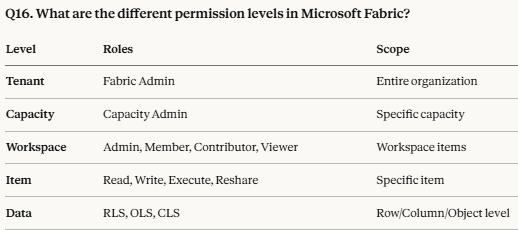 Q16. What are the different permission levels in Microsoft Fabric?
Level Roles Scope
Tenant Fabric Admin Entire organization
Capacity Capacity Admin Specific capacity
Workspace Admin, Member, Contributor, Viewer Workspace items
Item Read, Write, Execute, Reshare Specific item
Data RLS, OLS, CLS Row/Column/Object level